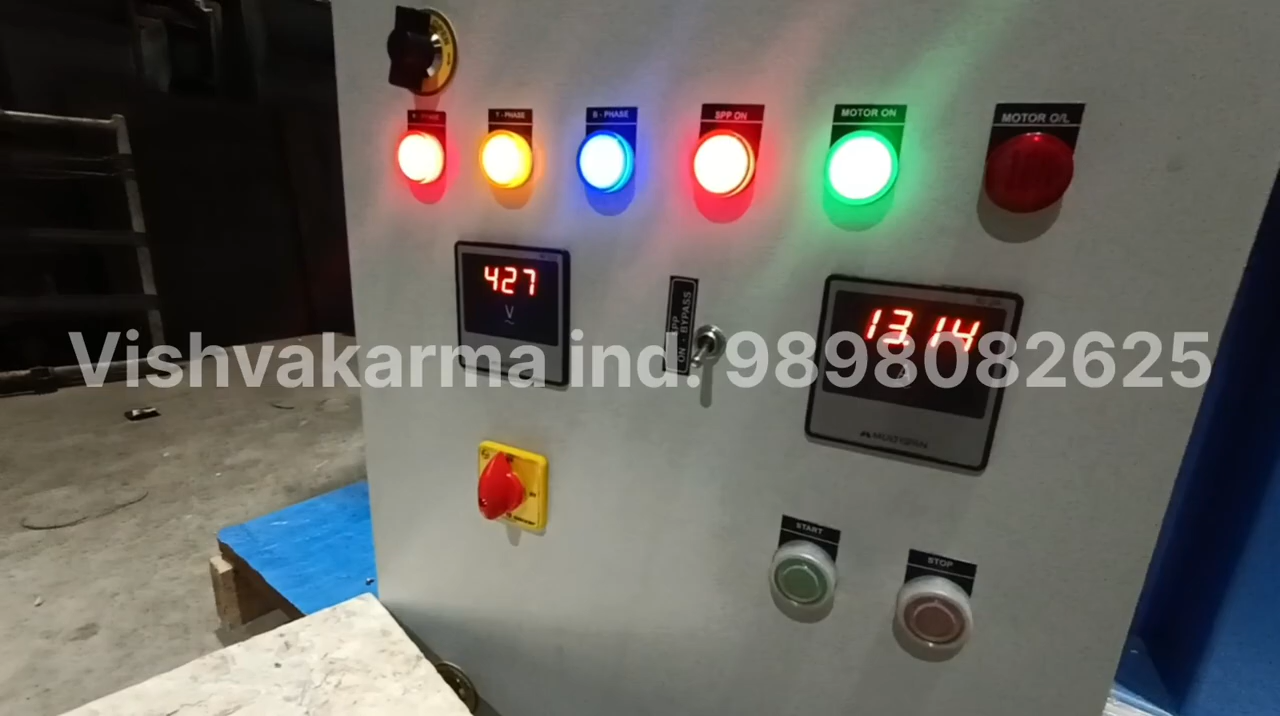 R - PHASE
Y - PHASE
B - PHASE
SPP ON
MOTOR ON
MOTOR O/L
427
V
~
SPP
ON - BYPASS
13.14
A
MULTISPAN
Vishvakarma ind. 9898082625
START
STOP